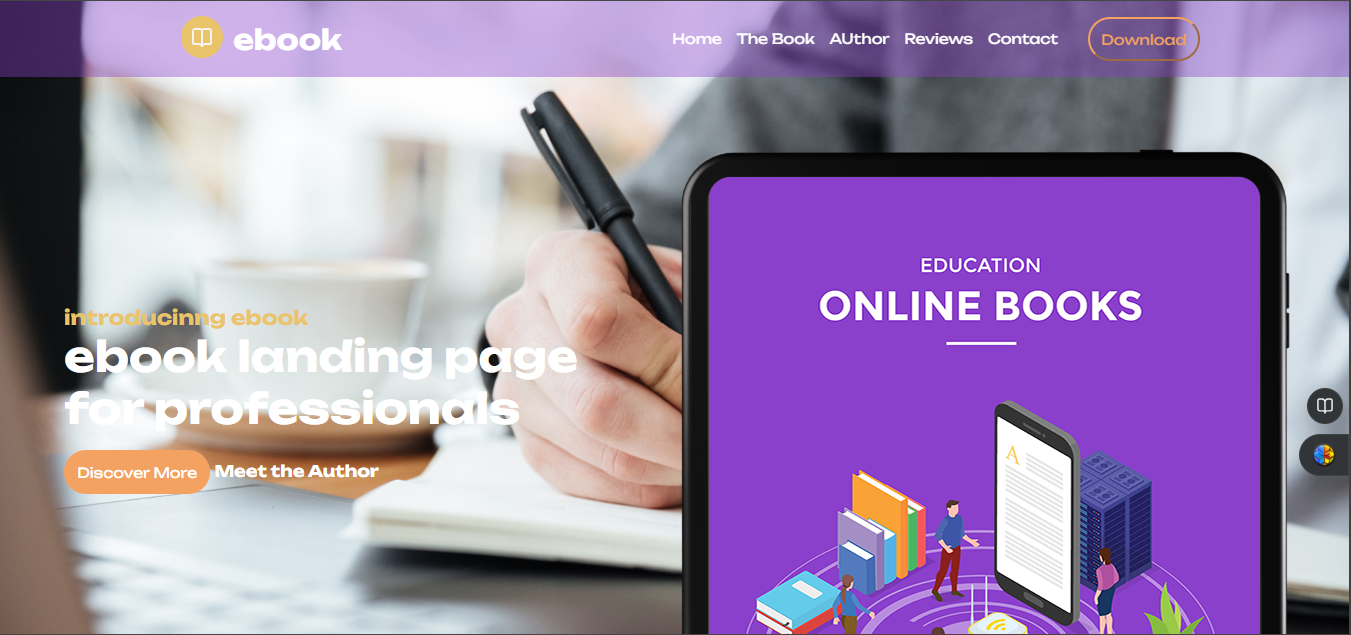 ebook
Home The Book AUthor Reviews Contact Download
introducinng ebook
ebook landing page
for professionals
Discover More Meet the Author
EDUCATION
ONLINE BOOKS
A